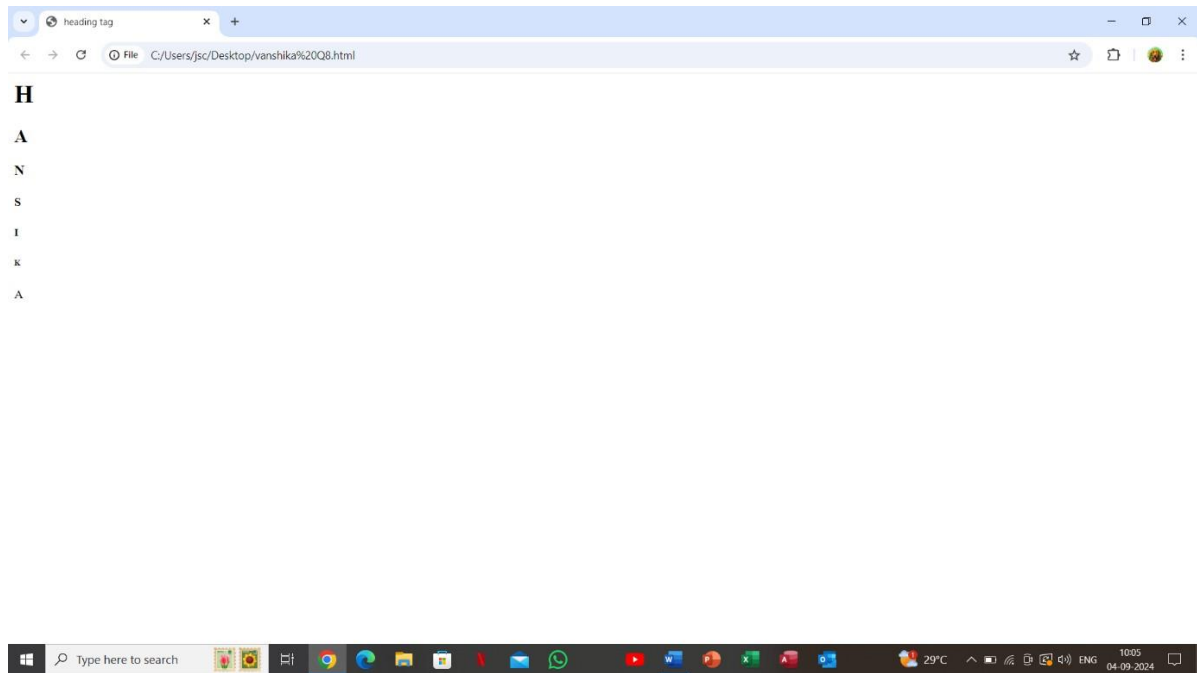 heading tag
File C:/Users/jsc/Desktop/vanshika%20Q8.html
H
A
N
S
I
K
A
Type here to search
29°C ENG 10:05
04-09-2024